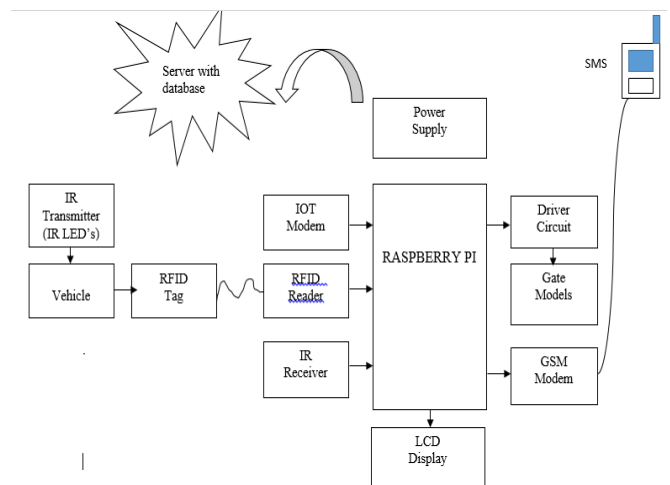 Server with
database
SMS
Power
Supply
IR
Transmitter
(IR LED’s)
IOT
Modem
RASPBERRY PI
Driver
Circuit
Vehicle
RFID
Tag
RFID
Reader
Gate
Models
IR
Receiver
GSM
Modem
LCD
Display